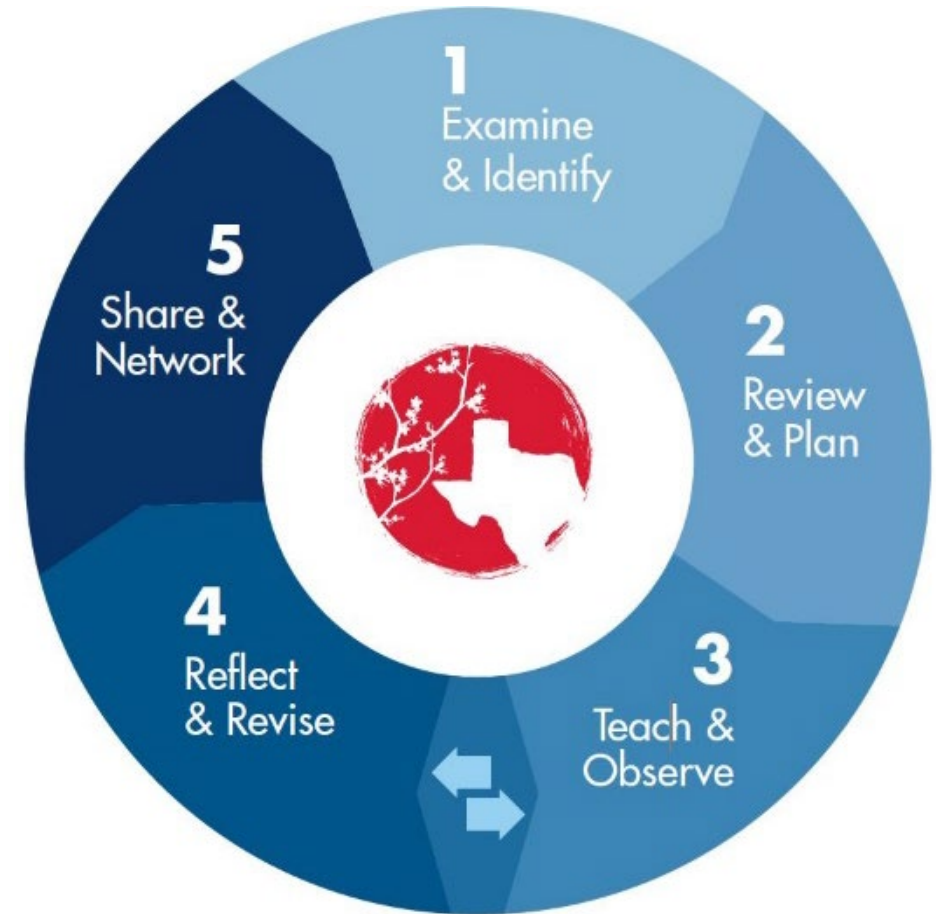 1
Examine
& Identify
2
Review
& Plan
3
Teach &
Observe
4
Reflect
& Revise
5
Share &
Network